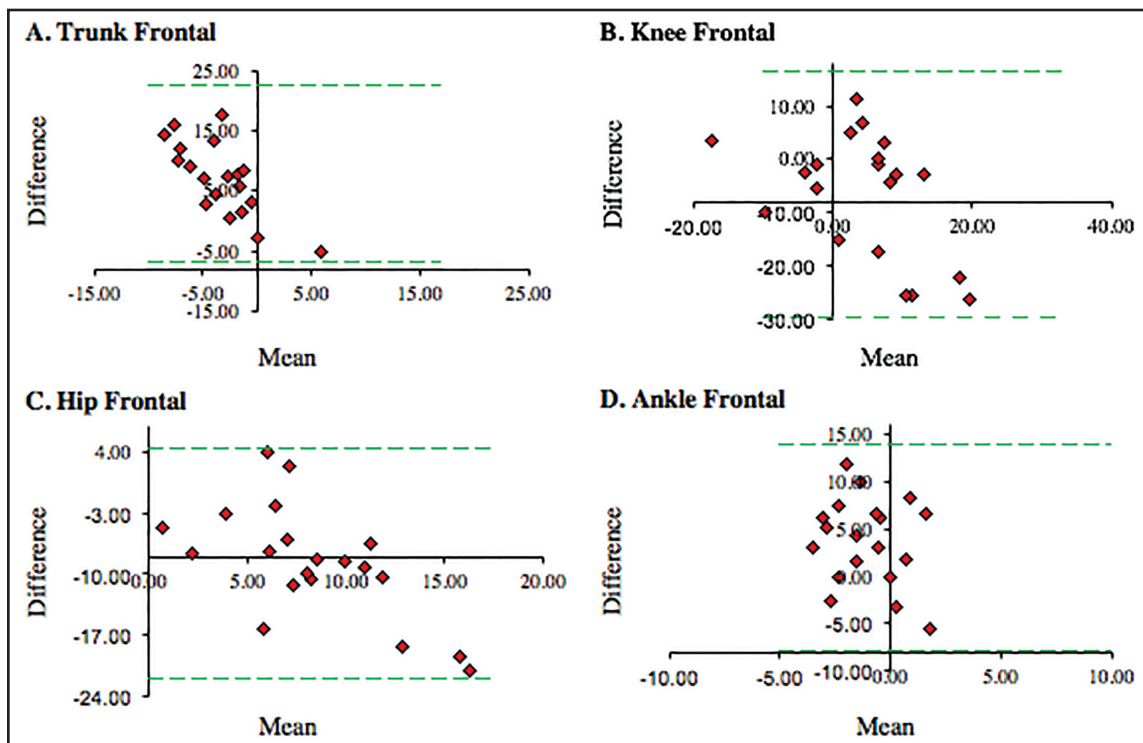 A. Trunk Frontal
25.00
15.00
5.00
-5.00
-15.00
-15.00 -5.00 5.00 15.00 25.00
Difference
Mean
B. Knee Frontal
10.00
0.00
-10.00
-20.00
-30.00
-20.00 0.00 20.00 40.00
Difference
Mean
C. Hip Frontal
4.00
-3.00
-10.00
-17.00
-24.00
0.00 5.00 10.00 15.00 20.00
Difference
Mean
D. Ankle Frontal
15.00
10.00
5.00
0.00
-5.00
-10.00
-10.00 -5.00 0.00 5.00 10.00
Difference
Mean